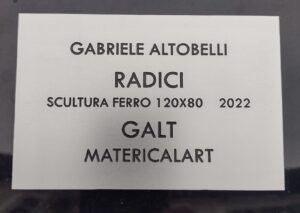 GABRIELE ALTOBELLI
RADICI
SCULTURA FERRO 120X80 2022
GALT
MATERICALART